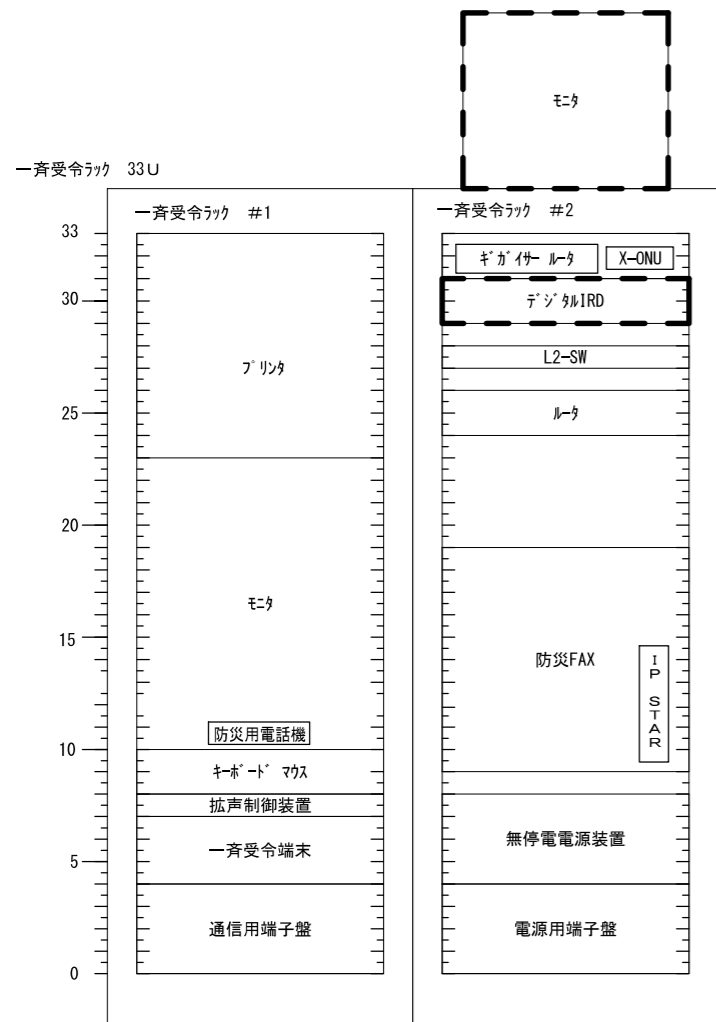 モニタ
一斉受令ラック 33U
一斉受令ラック #1
一斉受令ラック #2
33
ギガイサー ルータ
X-ONU
30
デジタルIRD
L2-SW
プリンタ
25
ルータ
20
モニタ
15
防災FAX
IP STAR
防災用電話機
10
キーボード マウス
拡声制御装置
5
一斉受令端末
無停電電源装置
通信用端子盤
電源用端子盤
0